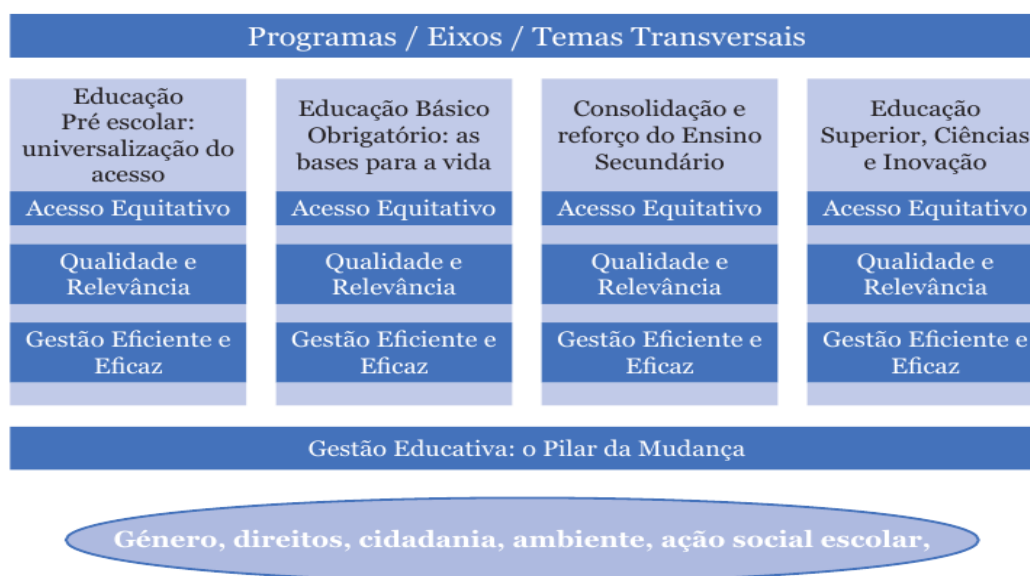 Programas / Eixos / Temas Transversais
Educação
Pré escolar:
universalização do
acesso
Acesso Equitativo
Qualidade e
Relevância
Gestão Eficiente e
Eficaz
Educação Básico
Obrigatório: as
bases para a vida
Acesso Equitativo
Qualidade e
Relevância
Gestão Eficiente e
Eficaz
Consolidação e
reforço do Ensino
Secundário
Acesso Equitativo
Qualidade e
Relevância
Gestão Eficiente e
Eficaz
Educação
Superior, Ciências
e Inovação
Acesso Equitativo
Qualidade e
Relevância
Gestão Eficiente e
Eficaz
Gestão Educativa: o Pilar da Mudança
Género, direitos, cidadania, ambiente, ação social escolar,